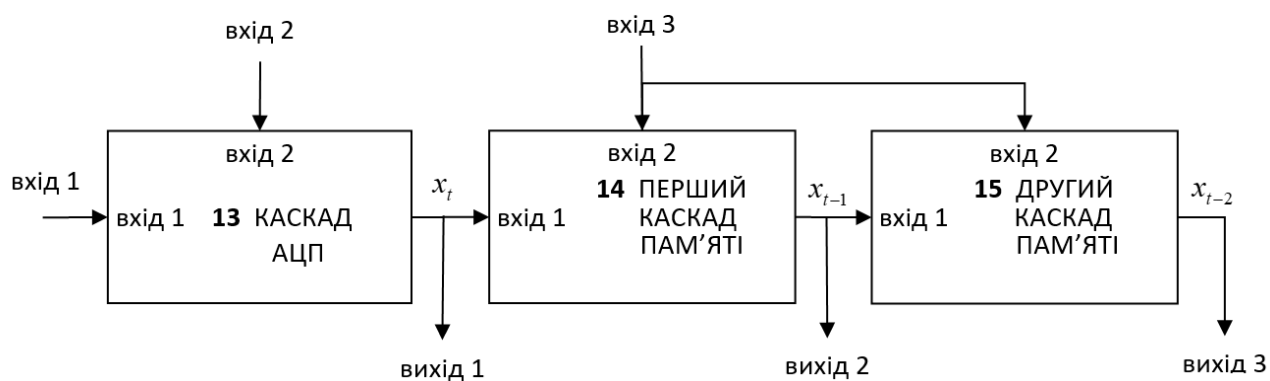 вхід 2
вхід 3
вхід 1
вхід 2
вхід 1
13 КАСКАД
АЦП
x_t
вхід 2
вхід 1
14 ПЕРШИЙ
КАСКАД
ПАМ’ЯТІ
x_{t−1}
вхід 2
вхід 1
15 ДРУГИЙ
КАСКАД
ПАМ’ЯТІ
x_{t−2}
вихід 1
вихід 2
вихід 3